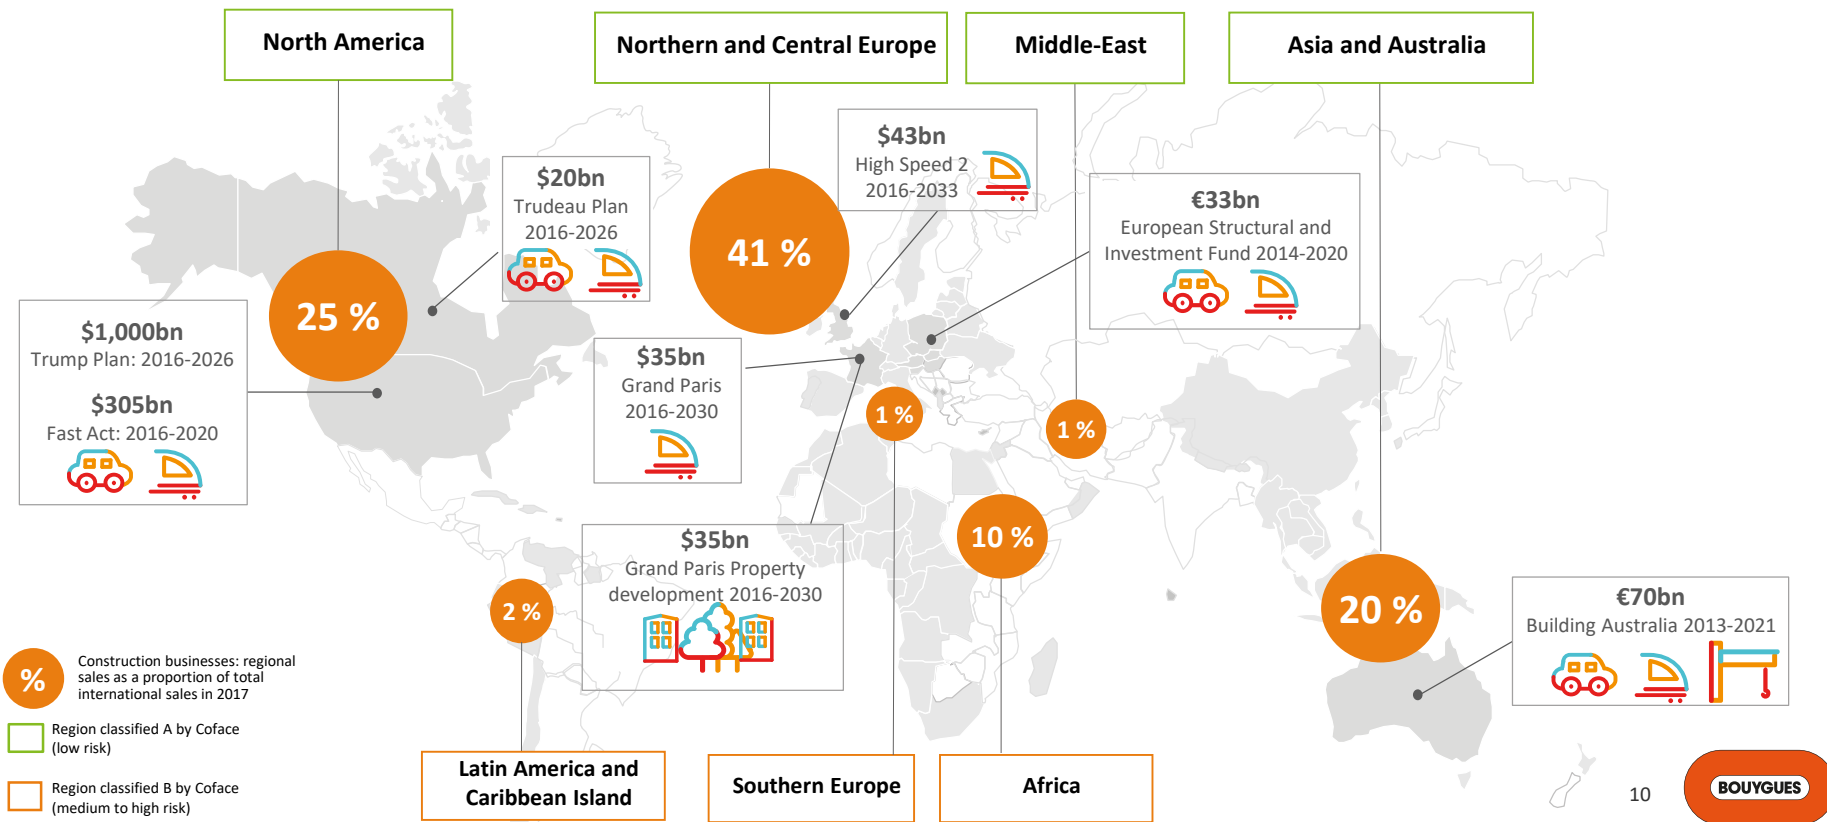 North America
Northern and Central Europe
Middle-East
Asia and Australia
$43bn
High Speed 2
2016-2033
$20bn
Trudeau Plan
2016-2026
€33bn
European Structural and
Investment Fund 2014-2020
41 %
25 %
$1,000bn
Trump Plan: 2016-2026
$305bn
Fast Act: 2016-2020
$35bn
Grand Paris
2016-2030
1 %
1 %
10 %
$35bn
Grand Paris Property
development 2016-2030
2 %
20 %
€70bn
Building Australia 2013-2021
%
Construction businesses: regional
sales as a proportion of total
international sales in 2017
Region classified A by Coface
(low risk)
Region classified B by Coface
(medium to high risk)
Latin America and
Caribbean Island
Southern Europe
Africa
10
BOUYGUES